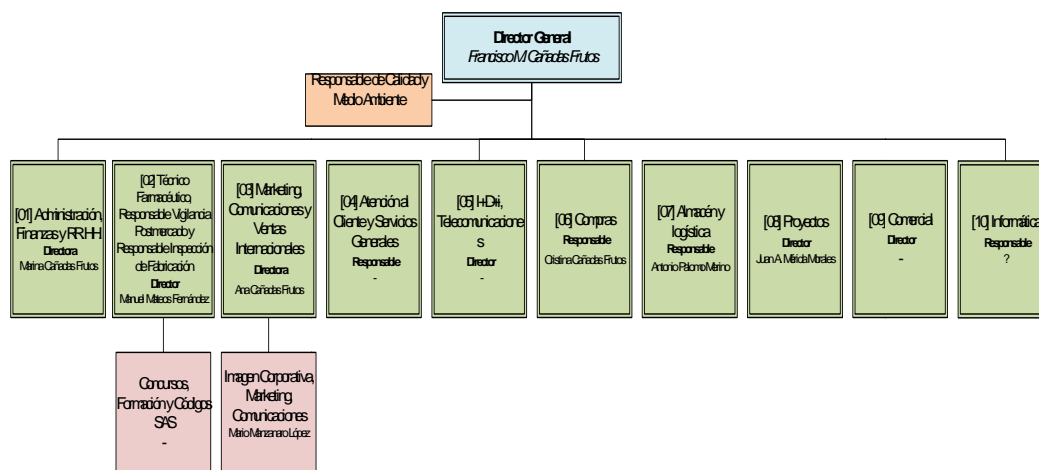 Director General
Francisco M. Cañadas Frutos
Responsable de Calidad y
Medio Ambiente
[01] Administración,
Finanzas y RR.HH.
Directora
Marina Cañadas Frutos
[02] Técnico
Farmacéutico,
Responsable Vigilancia
Postmercado y
Responsable Inspección
de Fabricación
Director
Manuel Mateos Fernández
[03] Marketing,
Comunicaciones y
Ventas
Internacionales
Directora
Ana Cañadas Frutos
[04] Atención al
Cliente y Servicios
Generales
Responsable
-
[05] I+D+i,
Telecomunicacione
s
Director
-
[06] Compras
Responsable
Cristina Cañadas Frutos
[07] Almacén y
logística
Responsable
Antonio Palomo Merino
[08] Proyectos
Director
Juan A. Mérida Morales
[09] Comercial
Director
-
[10] Informática
Responsable
?
Concursos,
Formación y Códigos
SAS
-
Imagen Corporativa,
Marketing,
Comunicaciones
Mario Manzanaro López